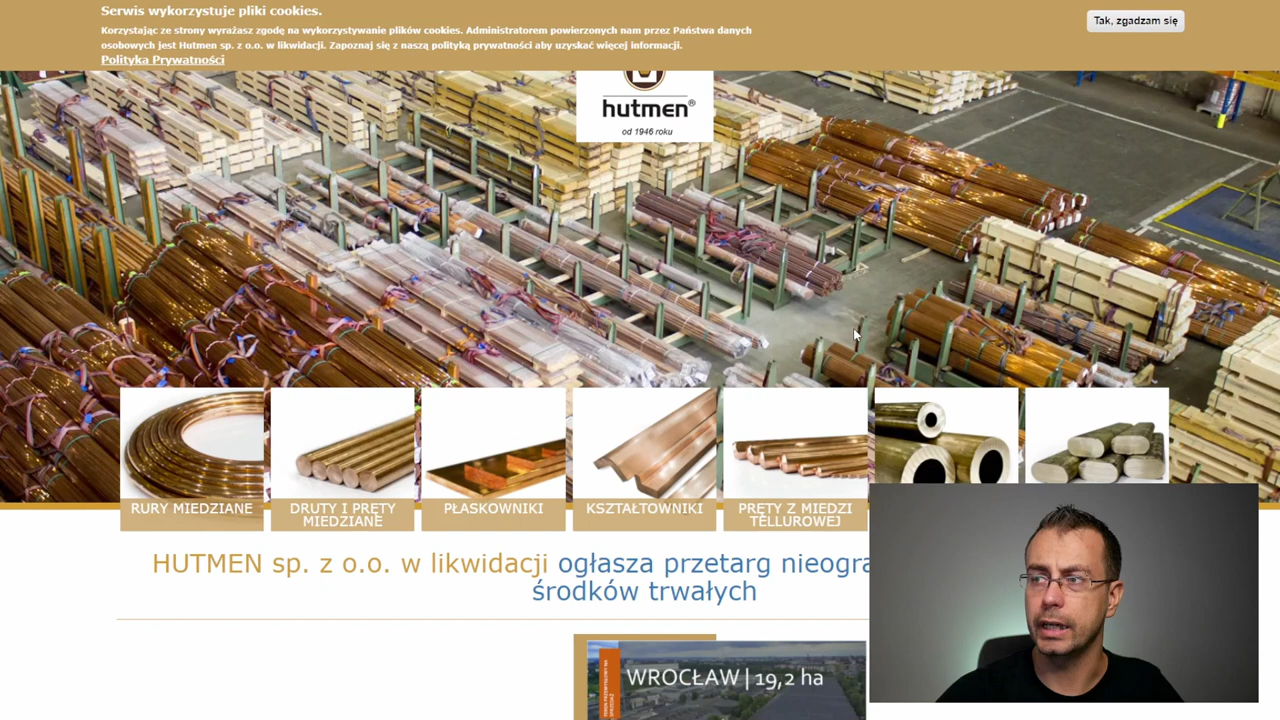 Serwis wykorzystuje pliki cookies.
Tak, zgadzam się
Korzystając ze strony wyrażasz zgodę na wykorzystywanie plików cookies. Administratorem powierzonych nam przez Państwa danych
osobowych jest Hutmen sp. z o.o. w likwidacji. Zapoznaj się z naszą polityką prywatności aby uzyskać więcej informacji.
Polityka Prywatności
hutmen®
od 1946 roku
RURY MIEDZIANE
DRUTY I PRĘTY
MIEDZIANE
PŁASKOWNIKI
KSZTAŁTOWNIKI
PRĘTY Z MIEDZI
TELLUROWEJ
HUTMEN sp. z o.o. w likwidacji ogłasza przetarg nieogra
środków trwałych
WROCŁAW | 19,2 ha